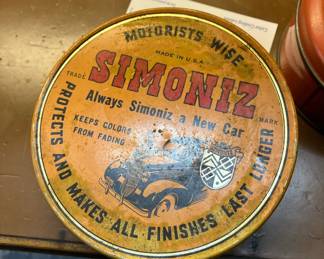 MOTORISTS WISE
MADE IN U.S.A.
TRADE MARK
SIMONIZ
Always Simoniz a New Car
KEEPS COLORS
FROM FADING
PROTECTS AND MAKES ALL FINISHES LAST LONGER